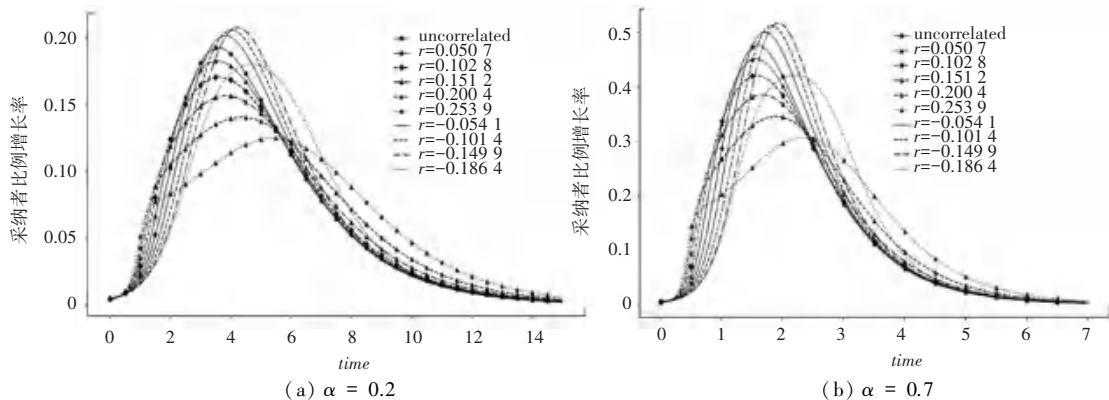 采纳者比例增长率
0.20
0.15
0.10
0.05
0
0 2 4 6 8 10 12 14
time
uncorrelated
r=0.050 7
r=0.102 8
r=0.151 2
r=0.200 4
r=0.253 9
r=-0.054 1
r=-0.101 4
r=-0.149 9
r=-0.186 4
(a) α = 0.2
采纳者比例增长率
0.5
0.4
0.3
0.2
0.1
0
0 1 2 3 4 5 6 7
time
uncorrelated
r=0.050 7
r=0.102 8
r=0.151 2
r=0.200 4
r=0.253 9
r=-0.054 1
r=-0.101 4
r=-0.149 9
r=-0.186 4
(b) α = 0.7